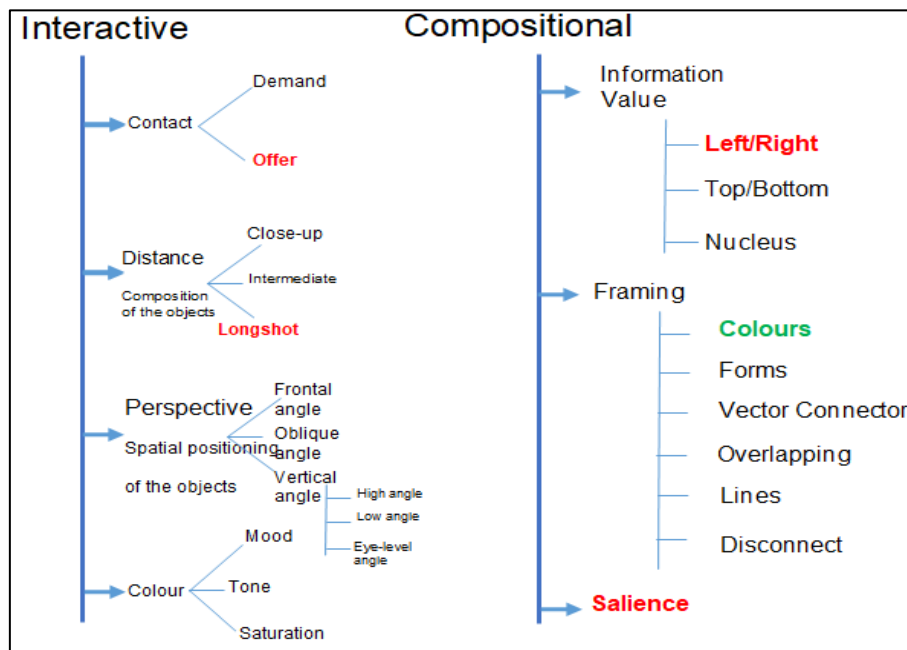 Interactive
Contact
Demand
Offer
Distance
Composition
of the objects
Close-up
Intermediate
Longshot
Perspective
Spatial positioning
of the objects
Frontal
angle
Oblique
angle
Vertical
angle
High angle
Low angle
Eye-level
angle
Colour
Mood
Tone
Saturation
Compositional
Information
Value
Left/Right
Top/Bottom
Nucleus
Framing
Colours
Forms
Vector Connector
Overlapping
Lines
Disconnect
Salience